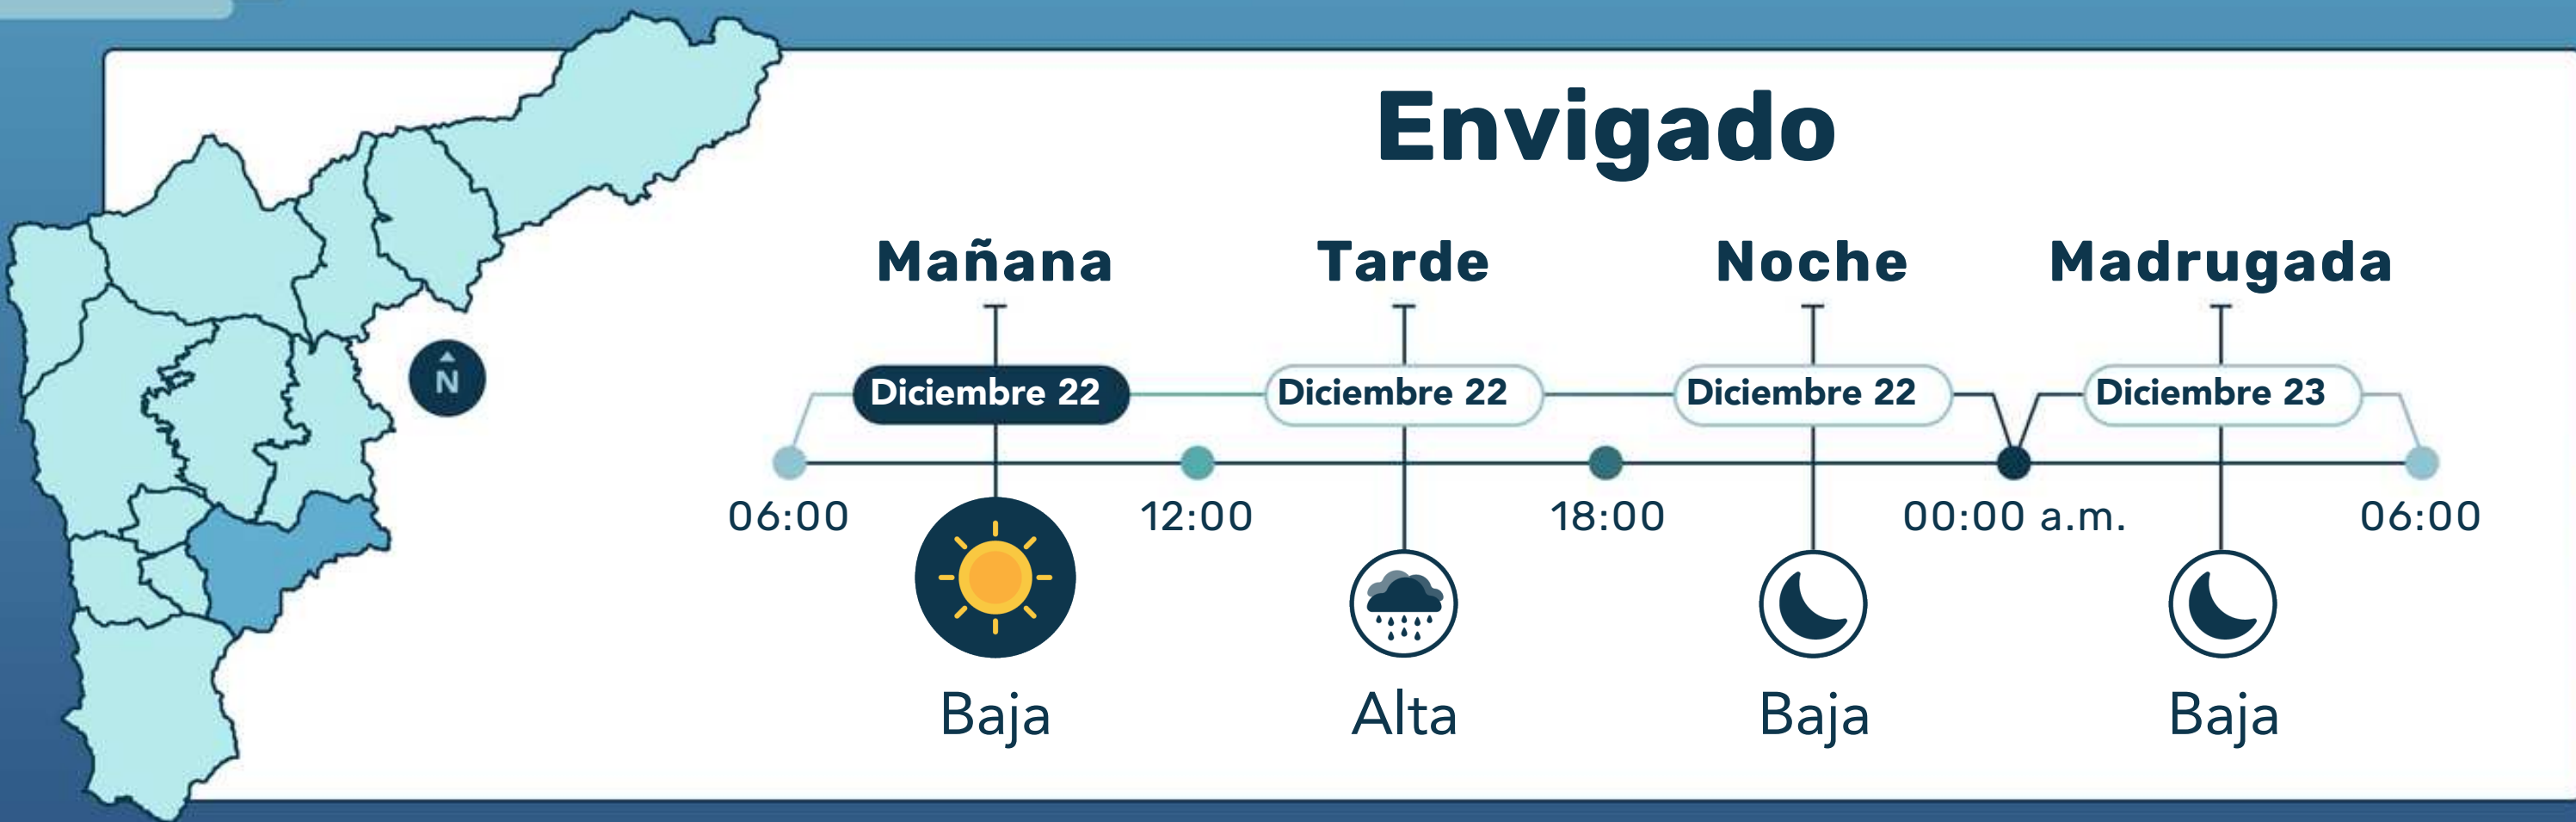 Envigado
Mañana Tarde Noche Madrugada
Diciembre 22 Diciembre 22 Diciembre 22 Diciembre 23
N
06:00 12:00 18:00 00:00 a.m. 06:00
Baja Alta Baja Baja